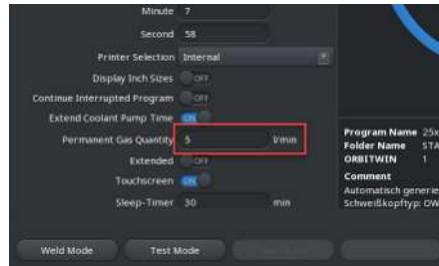 Minute 7
Second 58
Printer Selection Internal
Display Inch Sizes OFF
Continue Interrupted Program OFF
Extend Coolant Pump Time ON
Permanent Gas Quantity 5 l/min
Extended OFF
Touchscreen ON
Sleep-Timer 30 min
Program Name 25x
Folder Name STA
ORBITWIN 1
Comment
Automatisch generie
Schweißkopftyp: OW
Weld Mode Test Mode